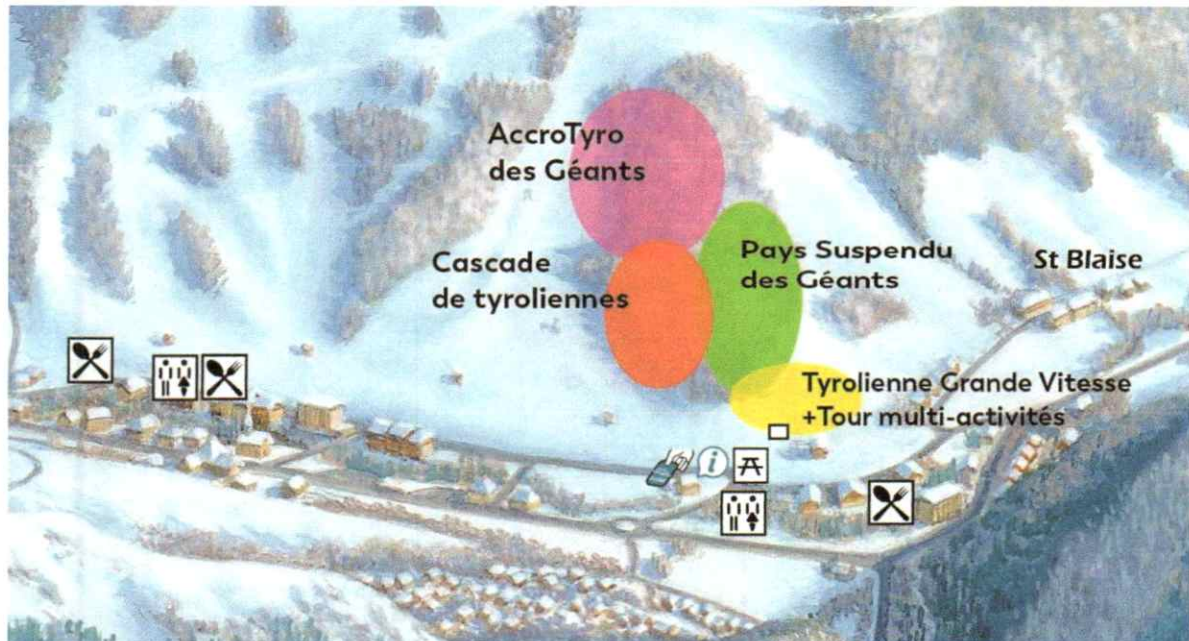 AccroTyro
des Géants
Cascade
de tyroliennes
Pays Suspendu
des Géants
St Blaise
Tyrolienne Grande Vitesse
+Tour multi-activités
i